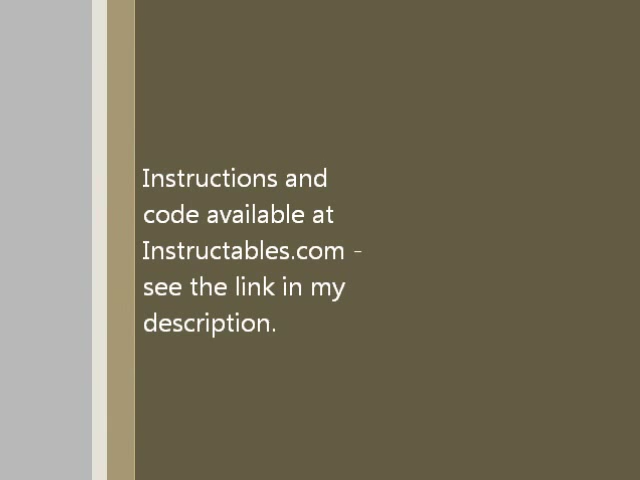 Instructions and
code available at
Instructables.com -
see the link in my
description.